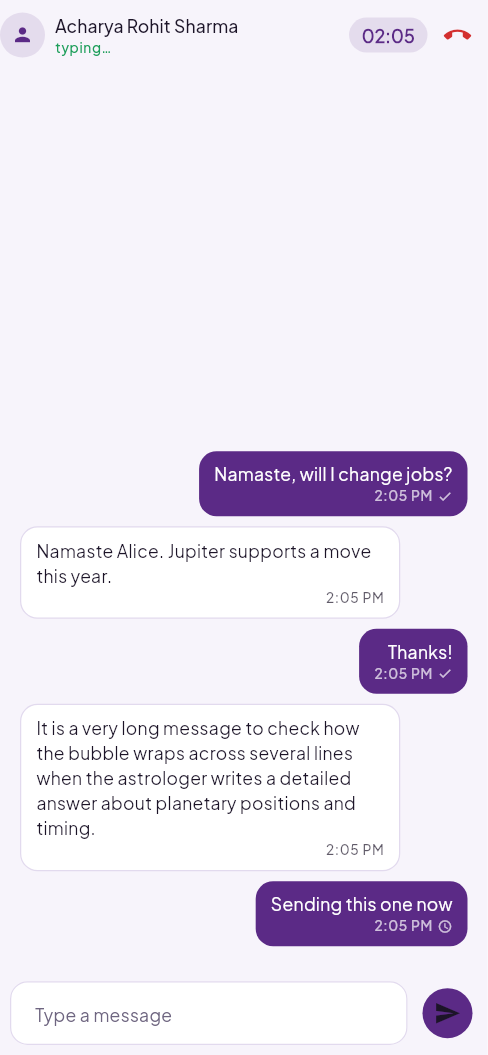 Acharya Rohit Sharma
typing…
02:05
Namaste, will I change jobs?
2:05 PM
Namaste Alice. Jupiter supports a move
this year.
2:05 PM
Thanks!
2:05 PM
It is a very long message to check how
the bubble wraps across several lines
when the astrologer writes a detailed
answer about planetary positions and
timing.
2:05 PM
Sending this one now
2:05 PM
Type a message